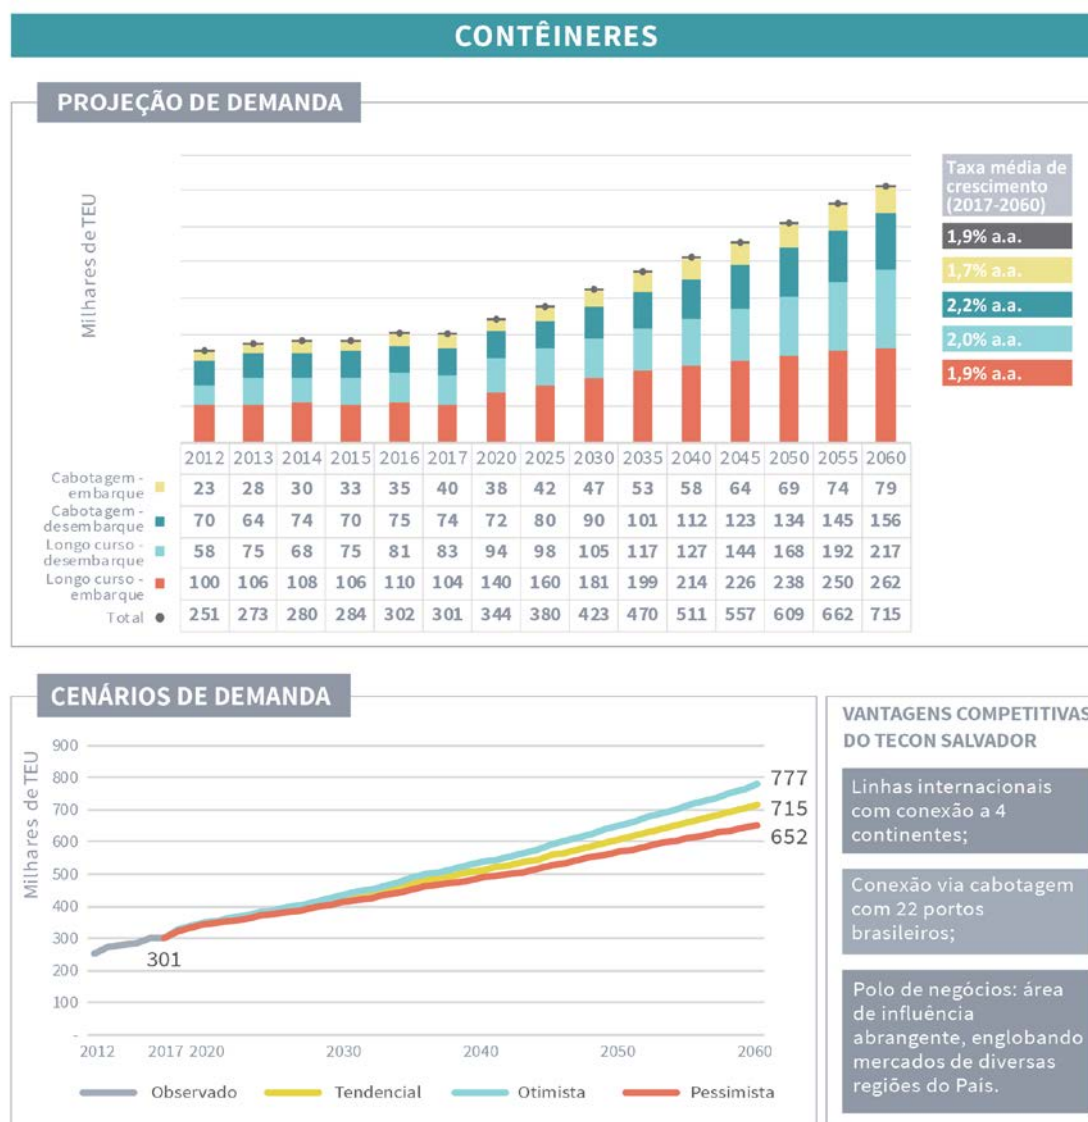 CONTÊINERES
PROJEÇÃO DE DEMANDA
Milhares de TEU
Taxa média de
crescimento
(2017-2060)
1,9% a.a.
1,7% a.a.
2,2% a.a.
2,0% a.a.
1,9% a.a.
2012 2013 2014 2015 2016 2017 2020 2025 2030 2035 2040 2045 2050 2055 2060
Cabotagem -
embarque 23 28 30 33 35 40 38 42 47 53 58 64 69 74 79
Cabotagem -
desembarque 70 64 74 70 75 74 72 80 90 101 112 123 134 145 156
Longo curso -
desembarque 58 75 68 75 81 83 94 98 105 117 127 144 168 192 217
Longo curso -
embarque 100 106 108 106 110 104 140 160 181 199 214 226 238 250 262
Total 251 273 280 284 302 301 344 380 423 470 511 557 609 662 715
CENÁRIOS DE DEMANDA
Milhares de TEU
900
800
700
600
500
400
300
200
100
-
777
715
652
301
2012 2017 2020 2030 2040 2050 2060
Observado Tendencial Otimista Pessimista
VANTAGENS COMPETITIVAS
DO TECON SALVADOR
Linhas internacionais
com conexão a 4
continentes;
Conexão via cabotagem
com 22 portos
brasileiros;
Polo de negócios: área
de influência
abrangente, englobando
mercados de diversas
regiões do País.